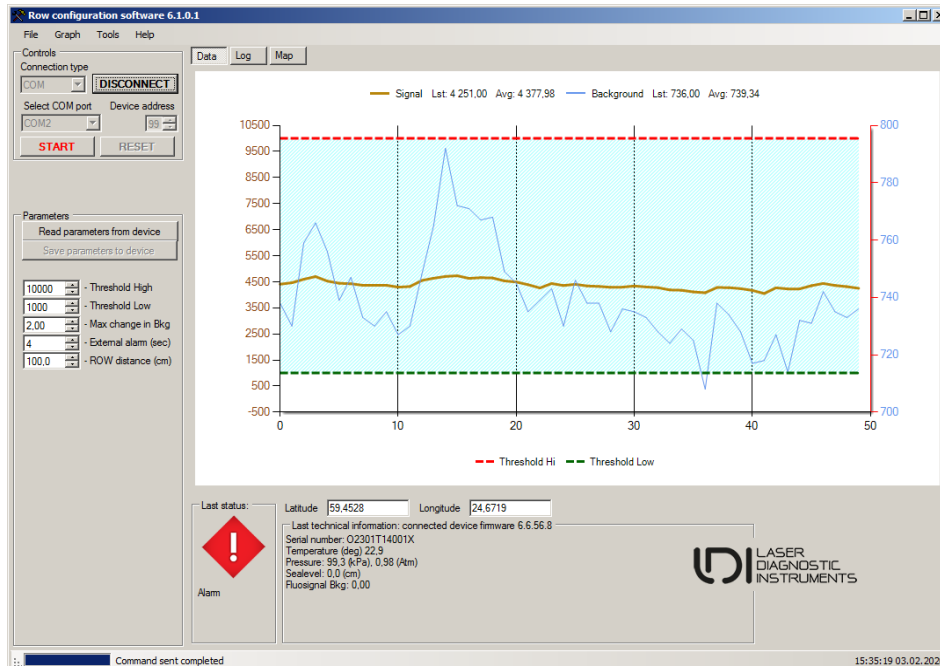 Row configuration software 6.1.0.1
File Graph Tools Help
Controls
Connection type
COM DISCONNECT
Select COM port Device address
COM2 99
START RESET
Parameters
Read parameters from device
Save parameters to device
10000 - Threshold High
1000 - Threshold Low
2,00 - Max change in Bkg
4 - External alarm (sec)
100,0 - ROW distance (cm)
Data Log Map
Signal Lst: 4 251,00 Avg: 4 377,98 Background Lst: 736,00 Avg: 739,34
10500 800
9500
8500 780
7500
6500 760
5500
4500 740
3500
2500 720
1500
500
-500 700
0 10 20 30 40 50
Threshold Hi Threshold Low
Last status:
Alarm
Latitude 59,4528 Longitude 24,6719
Last technical information: connected device firmware 6.6.56.8
Serial number: O2301T14001X
Temperature (deg) 22,9
Pressure: 99,3 (kPa), 0,98 (Atm)
Sealevel: 0,0 (cm)
Fluosignal Bkg: 0,00
LDI LASER
DIAGNOSTIC
INSTRUMENTS
Command sent completed 15:35:19 03.02.202